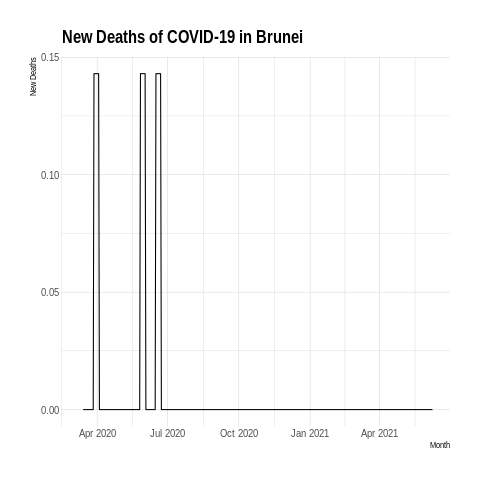 New Deaths of COVID-19 in Brunei
New Deaths
0.15
0.10
0.05
0.00
Apr 2020
Jul 2020
Oct 2020
Jan 2021
Apr 2021
Month